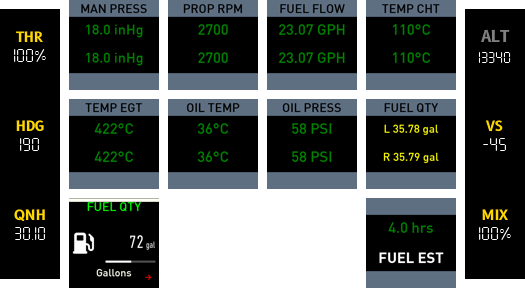 THR
100%
HDG
190
QNH
30.10
MAN PRESS
18.0 inHg
18.0 inHg
PROP RPM
2700
2700
FUEL FLOW
23.07 GPH
23.07 GPH
TEMP CHT
110°C
110°C
TEMP EGT
422°C
422°C
OIL TEMP
36°C
36°C
OIL PRESS
58 PSI
58 PSI
FUEL QTY
L 35.78 gal
R 35.79 gal
FUEL QTY
72 gal
Gallons
4.0 hrs
FUEL EST
ALT
13340
VS
-45
MIX
100%